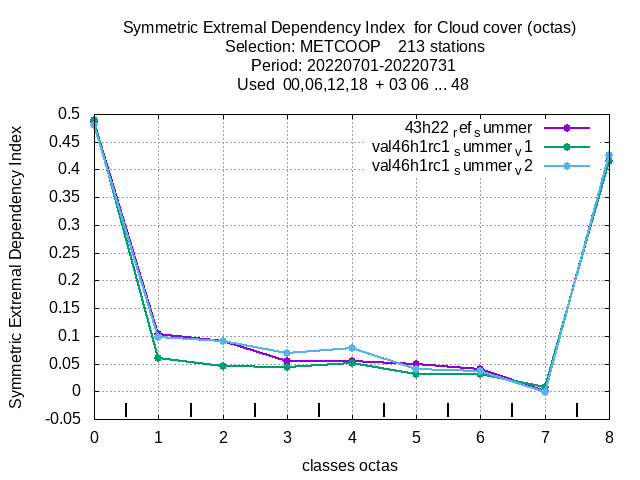 Symmetric Extremal Dependency Index  for Cloud cover (octas)
Selection: METCOOP    213 stations
Period: 20220701-20220731
Used  00,06,12,18  + 03 06 ... 48
Symmetric Extremal Dependency Index
0.5
0.45
0.4
0.35
0.3
0.25
0.2
0.15
0.1
0.05
0
-0.05
43h22 ref summer
val46h1rc1 summer v1
val46h1rc1 summer v2
0 1 2 3 4 5 6 7 8
classes octas